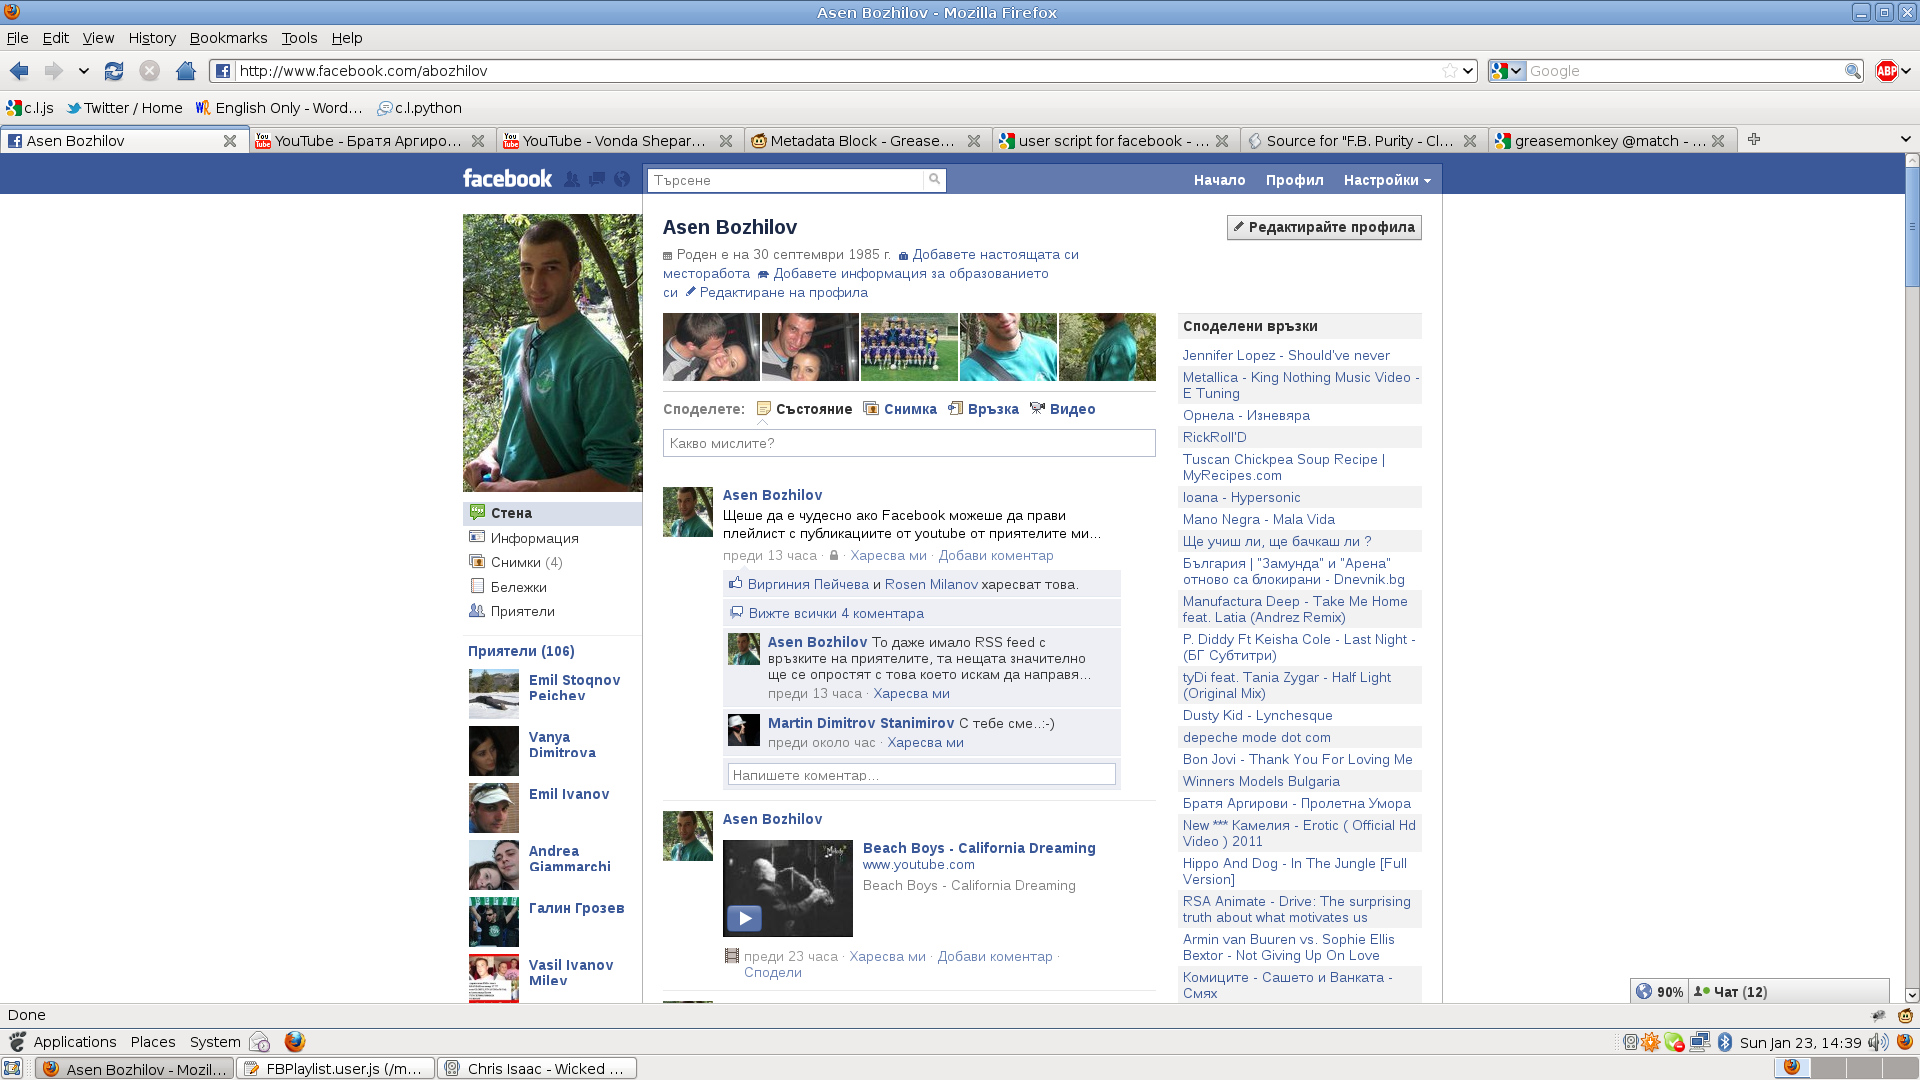 Asen Bozhilov - Mozilla Firefox
File Edit View History Bookmarks Tools Help
http://www.facebook.com/abozhilov
Google
ABP
c.l.js Twitter / Home English Only - Word... c.l.python
Asen Bozhilov
YouTube - Братя Аргиро...
YouTube - Vonda Shepar...
Metadata Block - Grease...
user script for facebook - ...
Source for "F.B. Purity - Cl...
greasemonkey @match - ...
facebook
Търсене
Начало Профил Настройки
Asen Bozhilov
Редактирайте профила
Роден е на 30 септември 1985 г. Добавете настоящата си
месторабота Добавете информация за образованието
си Редактиране на профила
Споделете: Състояние Снимка Връзка Видео
Какво мислите?
Стена
Информация
Снимки (4)
Бележки
Приятели
Приятели (106)
Emil Stoqnov
Peichev
Vanya
Dimitrova
Emil Ivanov
Andrea
Giammarchi
Галин Грозев
Vasil Ivanov
Milev
Asen Bozhilov
Щеше да е чудесно ако Facebook можеше да прави
плейлист с публикациите от youtube от приятелите ми...
преди 13 часа · Харесва ми · Добави коментар
Виргиния Пейчева и Rosen Milanov харесват това.
Вижте всички 4 коментара
Asen Bozhilov То даже имало RSS feed с
връзките на приятелите, та нещата значително
ще се опростят с това което искам да направя...
преди 13 часа · Харесва ми
Martin Dimitrov Stanimirov С тебе сме..:-)
преди около час · Харесва ми
Напишете коментар...
Asen Bozhilov
Beach Boys - California Dreaming
www.youtube.com
Beach Boys - California Dreaming
преди 23 часа · Харесва ми · Добави коментар ·
Сподели
Споделени връзки
Jennifer Lopez - Should've never
Metallica - King Nothing Music Video -
E Tuning
Орнела - Изневяра
RickRoll'D
Tuscan Chickpea Soup Recipe |
MyRecipes.com
Ioana - Hypersonic
Mano Negra - Mala Vida
Ще учиш ли, ще бачкаш ли ?
България | "Замунда" и "Арена"
отново са блокирани - Dnevnik.bg
Manufactura Deep - Take Me Home
feat. Latia (Andrez Remix)
P. Diddy Ft Keisha Cole - Last Night -
(БГ Субтитри)
tyDi feat. Tania Zygar - Half Light
(Original Mix)
Dusty Kid - Lynchesque
depeche mode dot com
Bon Jovi - Thank You For Loving Me
Winners Models Bulgaria
Братя Аргирови - Пролетна Умора
New *** Камелия - Erotic ( Official Hd
Video ) 2011
Hippo And Dog - In The Jungle [Full
Version]
RSA Animate - Drive: The surprising
truth about what motivates us
Armin van Buuren vs. Sophie Ellis
Bextor - Not Giving Up On Love
Комиците - Сашето и Ванката -
Смях
90% Чат (12)
Done
Applications Places System
Sun Jan 23, 14:39
Asen Bozhilov - Mozil...
FBPlaylist.user.js (/m...
Chris Isaac - Wicked ...